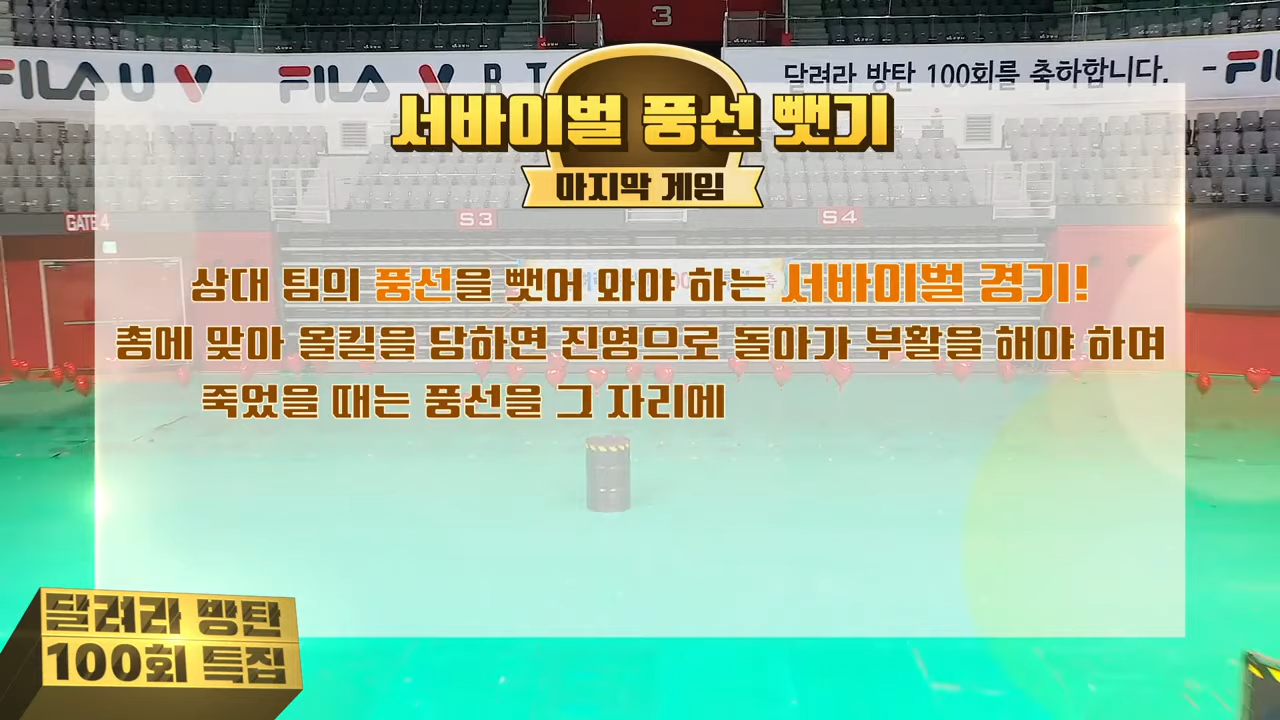 3
FILA U V
FILA V BT
달려라 방탄 100회를 축하합니다. - FIL
서바이벌 풍선 뺏기
마지막 게임
GATE 4
S3
S4
상대 팀의 풍선을 뺏어 와야 하는 서바이벌 경기!
총에 맞아 올킬을 당하면 진영으로 돌아가 부활을 해야 하며
죽었을 때는 풍선을 그 자리에
달려라 방탄
100회 특집